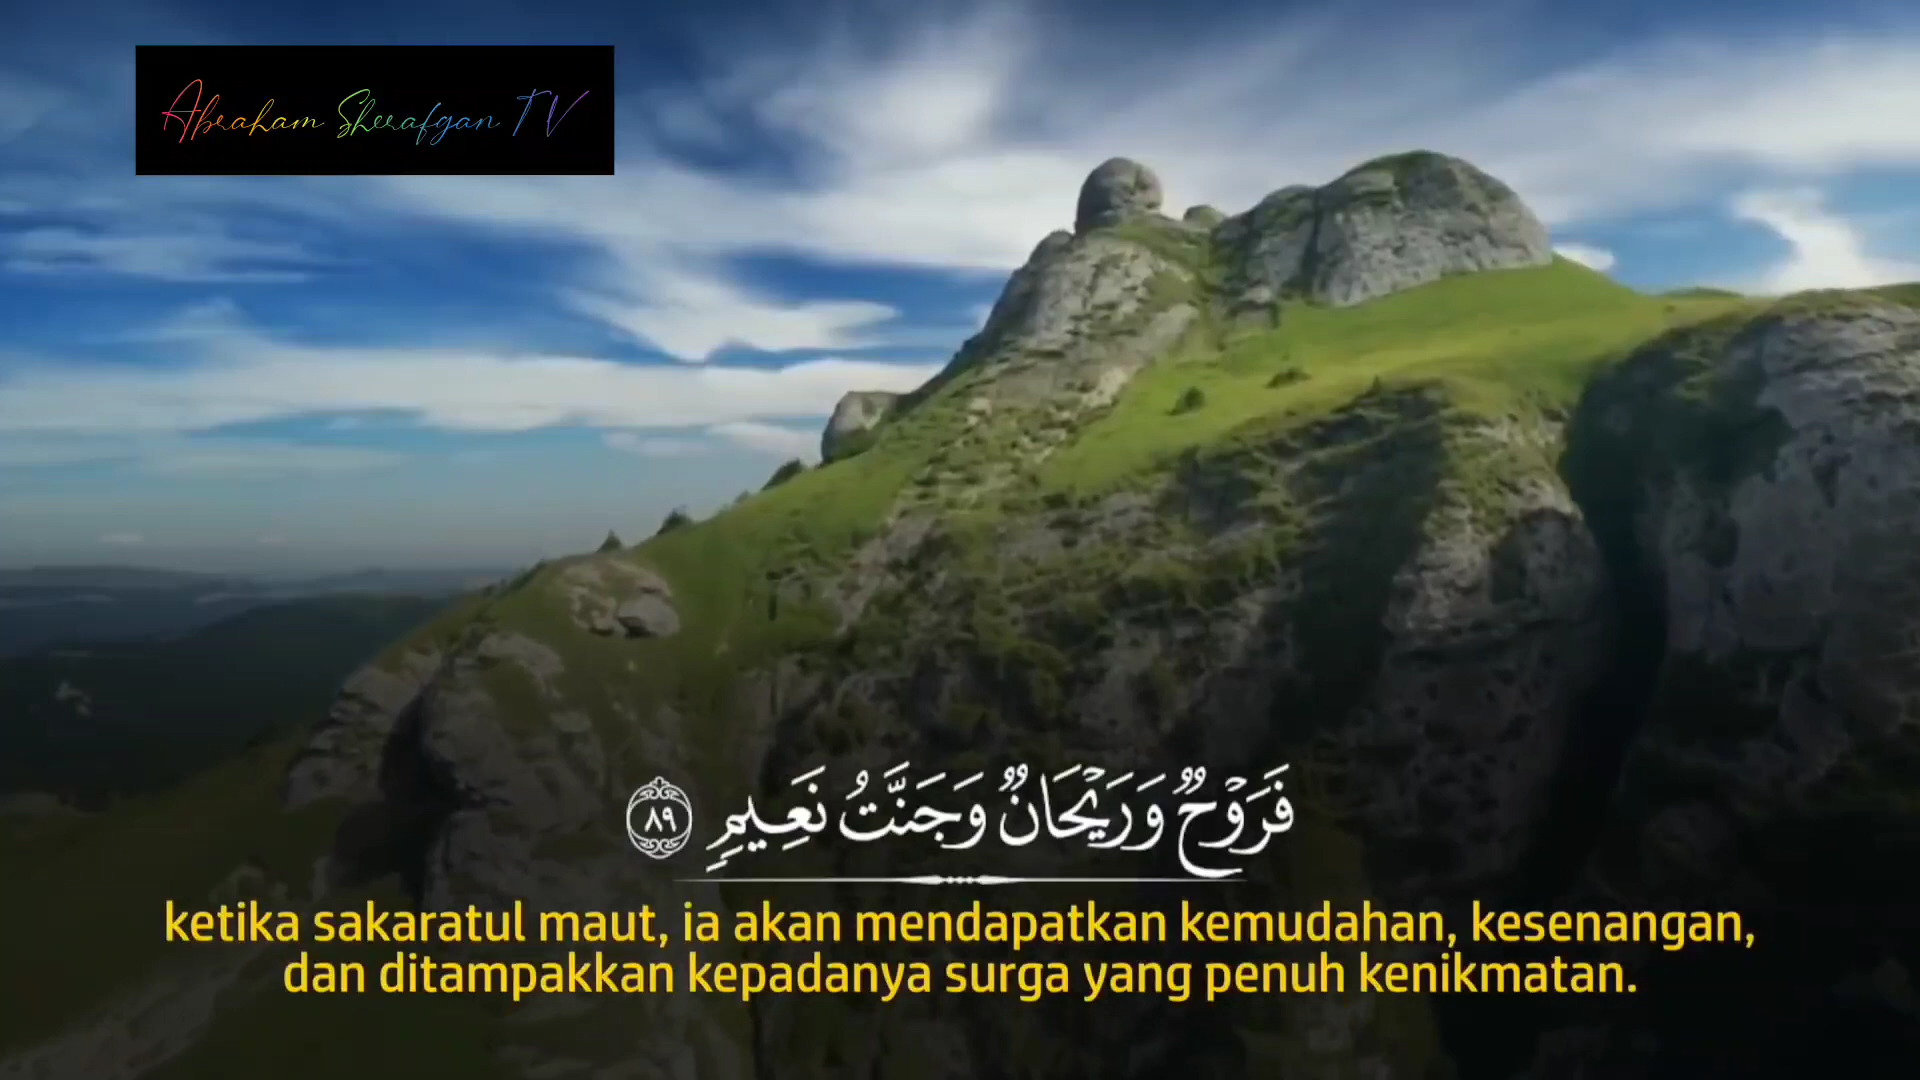 Abraham Sherafgan TV
فَرَوْحٌ وَرَيْحَانٌ وَجَنَّتُ نَعِيمٍ ٨٩
ketika sakaratul maut, ia akan mendapatkan kemudahan, kesenangan,
dan ditampakkan kepadanya surga yang penuh kenikmatan.